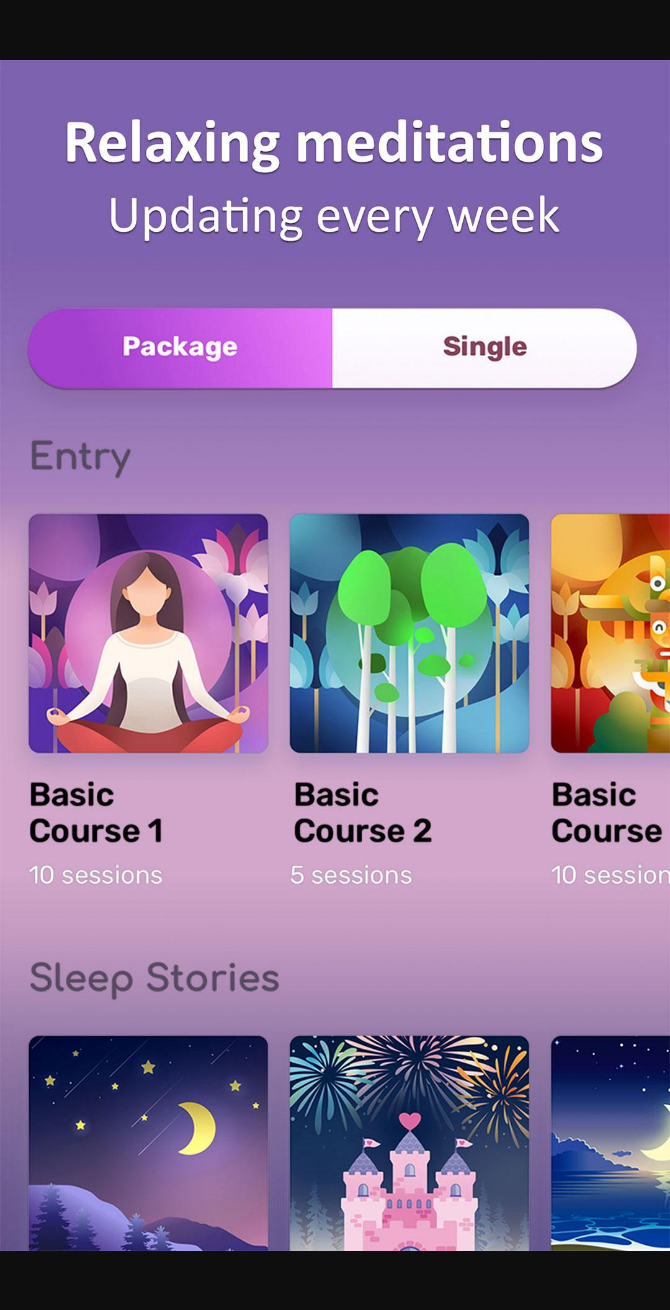 Relaxing meditations
Updating every week
Package
Single
Entry
Basic
Course 1
10 sessions
Basic
Course 2
5 sessions
Basic
Course
10
Sleep Stories